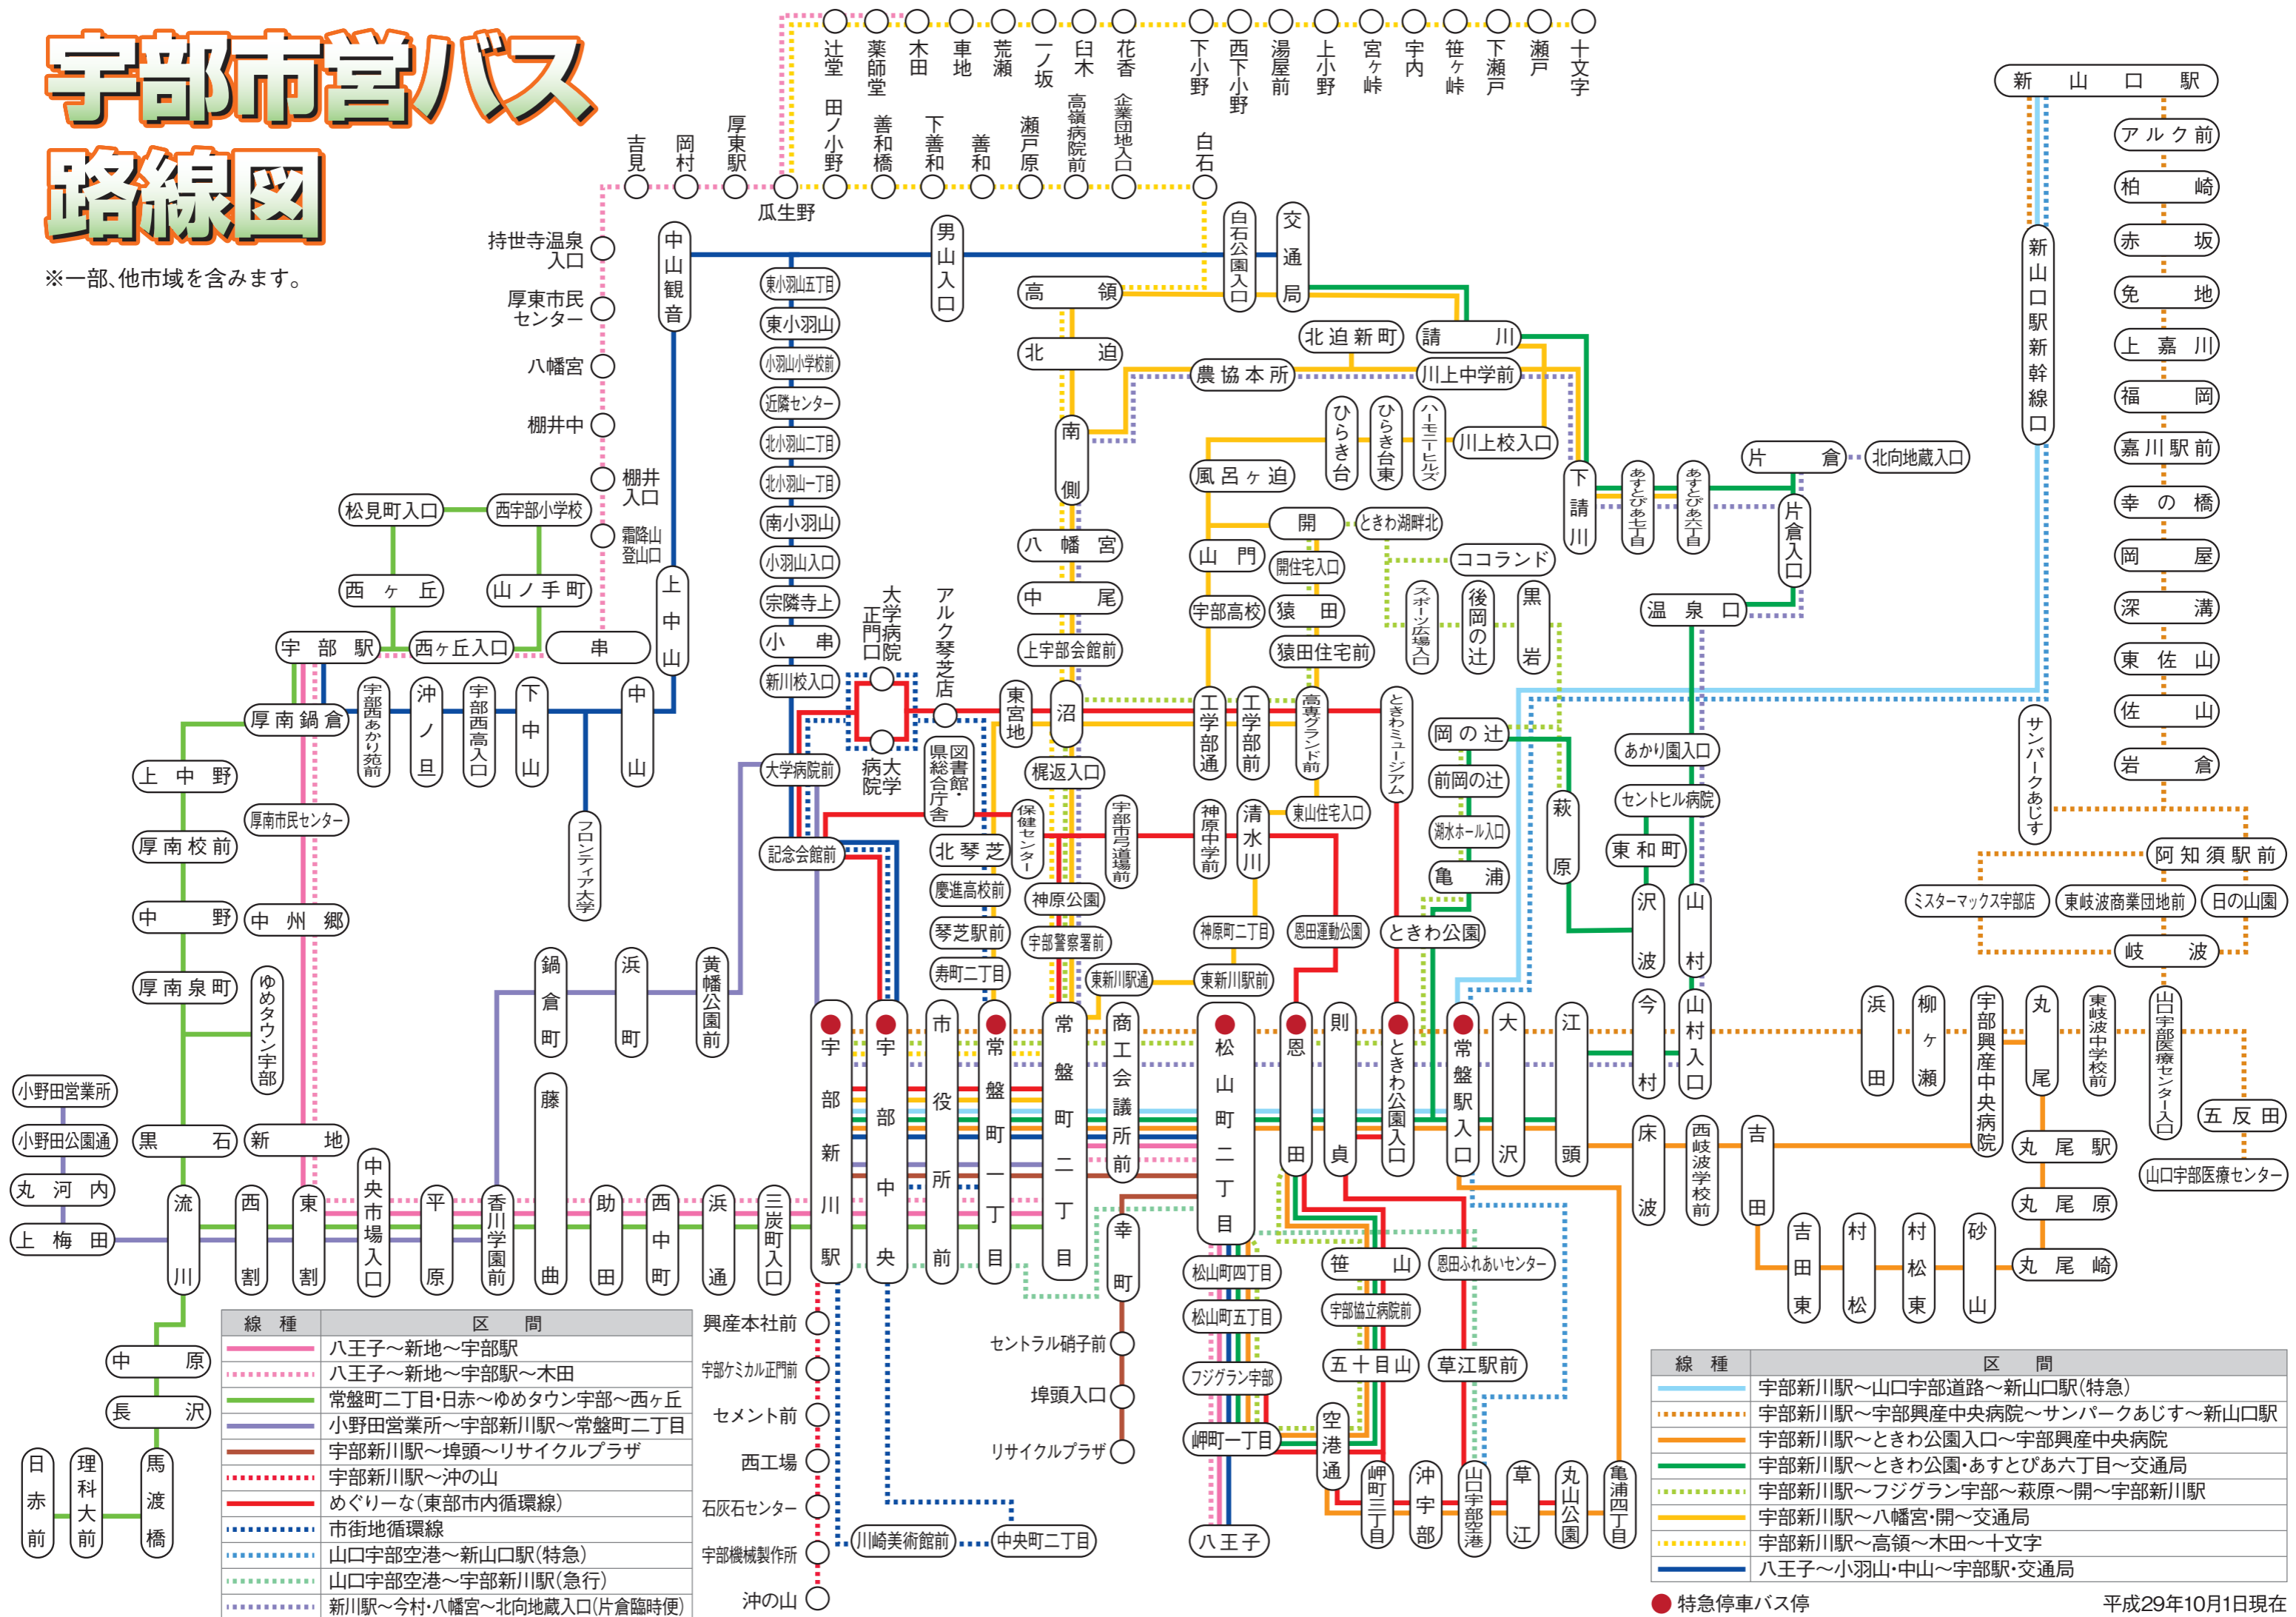 宇部市営バス
路線図
※一部、他市域を含みます。
辻堂
薬師堂
木田
車地
荒瀬
一ノ坂
臼木
花香
下小野
西下小野
湯屋前
上小野
宮ヶ峠
宇内
笹ヶ峠
下瀬戸
瀬戸
十文字
吉見
岡村
厚東駅
瓜生野
田ノ小野
善和橋
下善和
善和
瀬戸原
高嶺病院前
企業団地入口
白石
持世寺温泉
入口
厚東市民
センター
八幡宮
棚井中
棚井
入口
霜降山
登山口
串
中山観音
男山入口
白石公園入口
交通局
東小羽山五丁目
東小羽山
小羽山小学校前
近隣センター
北小羽山二丁目
北小羽山一丁目
南小羽山
小羽山入口
宗隣寺上
小串
新川校入口
大学病院前
記念会館前
高領
北迫
南側
八幡宮
中尾
上宇部会館前
沼
梶返入口
神原公園
宇部警察署前
北迫新町
請川
農協本所
川上中学前
ひらき台
ひらき台東
ハーモニーヒルズ
川上校入口
風呂ヶ迫
山門
宇部高校
開
開住宅入口
猿田
猿田住宅前
ときわ湖畔北
ココランド
スポーツ広場入口
後岡の辻
黒岩
下請川
あすとぴあ七丁目
あすとぴあ六丁目
片倉
北向地蔵入口
片倉入口
温泉口
新山口駅
新山口駅新幹線口
アルク前
柏崎
赤坂
免地
上嘉川
福岡
嘉川駅前
幸の橋
岡屋
深溝
東佐山
佐山
岩倉
サンパークあじす
阿知須駅前
ミスターマックス宇部店
東岐波商業団地前
日の山園
岐波
松見町入口
西宇部小学校
西ヶ丘
山ノ手町
宇部駅
西ヶ丘入口
上中山
厚南鍋倉
宇部西あかり苑前
沖ノ旦
宇部西高入口
下中山
中山
フロンティア大学
上中野
厚南校前
中野
厚南泉町
ゆめタウン宇部
黒石
厚南市民センター
中州郷
新地
大学病院
正門口
大学
病院
アルク琴芝店
図書館・
県総合庁舎
東宮地
北琴芝
慶進高校前
琴芝駅前
寿町二丁目
保健センター
宇部市弓道場前
工学部通
工学部前
高専グランド前
ときわミュージアム
神原中学前
清水川
東山住宅入口
神原町二丁目
恩田運動公園
東新川駅通
東新川駅前
岡の辻
前岡の辻
湖水ホール入口
亀浦
ときわ公園
萩原
あかり園入口
セントヒル病院
東和町
沢波
山村
今村
山村入口
鍋倉町
浜町
黄幡公園前
小野田営業所
小野田公園通
丸河内
上梅田
流川
西割
東割
中央市場入口
平原
香川学園前
藤曲
助田
西中町
浜通
三炭町入口
宇部新川駅
宇部中央
市役所前
常盤町一丁目
常盤町二丁目
商工会議所前
松山町二丁目
恩田
則貞
ときわ公園入口
常盤駅入口
大沢
江頭
床波
西岐波学校前
吉田
吉田東
村松
村松東
砂山
丸尾崎
丸尾原
丸尾駅
丸尾
浜田
柳ヶ瀬
宇部興産中央病院
東岐波中学校前
山口宇部医療センター入口
五反田
山口宇部医療センター
中原
長沢
馬渡橋
理科大前
日赤前
興産本社前
宇部ケミカル正門前
セメント前
西工場
石灰石センター
宇部機械製作所
沖の山
川崎美術館前
中央町二丁目
幸町
セントラル硝子前
埠頭入口
リサイクルプラザ
松山町四丁目
松山町五丁目
フジグラン宇部
岬町一丁目
八王子
笹山
宇部協立病院前
五十目山
空港通
恩田ふれあいセンター
草江駅前
岬町三丁目
沖宇部
山口宇部空港
草江
丸山公園
亀浦四丁目
線種 区間
八王子～新地～宇部駅
八王子～新地～宇部駅～木田
常盤町二丁目・日赤～ゆめタウン宇部～西ヶ丘
小野田営業所～宇部新川駅～常盤町二丁目
宇部新川駅～埠頭～リサイクルプラザ
宇部新川駅～沖の山
めぐりーな(東部市内循環線)
市街地循環線
山口宇部空港～新山口駅(特急)
山口宇部空港～宇部新川駅(急行)
新川駅～今村・八幡宮～北向地蔵入口(片倉臨時便)
線種 区間
宇部新川駅～山口宇部道路～新山口駅(特急)
宇部新川駅～宇部興産中央病院～サンパークあじす～新山口駅
宇部新川駅～ときわ公園入口～宇部興産中央病院
宇部新川駅～ときわ公園・あすとぴあ六丁目～交通局
宇部新川駅～フジグラン宇部～萩原～開～宇部新川駅
宇部新川駅～八幡宮・開～交通局
宇部新川駅～高領～木田～十文字
八王子～小羽山・中山～宇部駅・交通局
特急停車バス停
平成29年10月1日現在